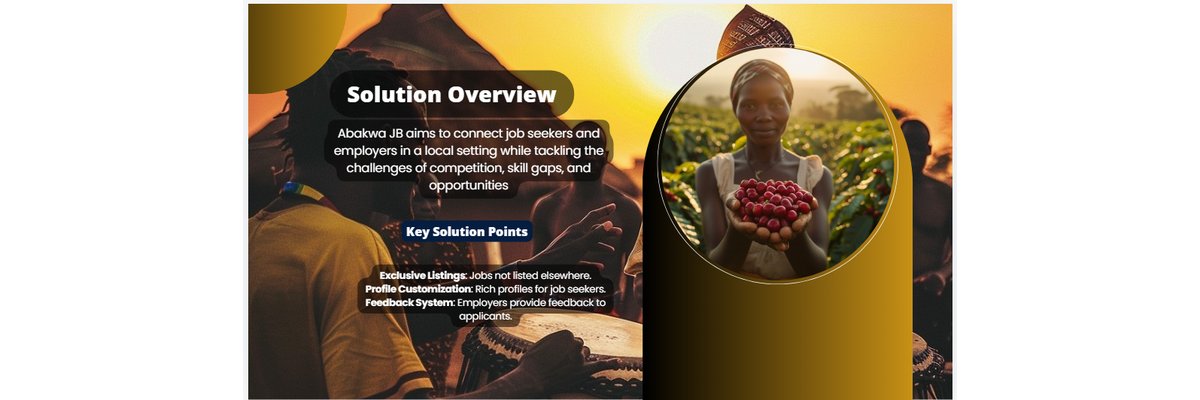 Solution Overview
Abakwa JB aims to connect job seekers and
employers in a local setting while tackling the
challenges of competition, skill gaps, and
opportunities
Key Solution Points
Exclusive Listings: Jobs not listed elsewhere.
Profile Customization: Rich profiles for job seekers.
Feedback System: Employers provide feedback to
applicants.